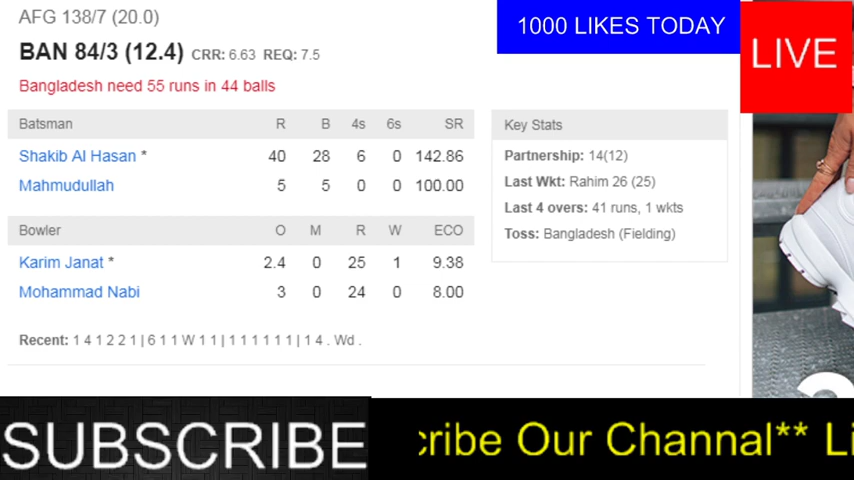 AFG 138/7 (20.0)
1000 LIKES TODAY
LIVE
BAN 84/3 (12.4) CRR: 6.63 REQ: 7.5
Bangladesh need 55 runs in 44 balls
Batsman R B 4s 6s SR
Shakib Al Hasan * 40 28 6 0 142.86
Mahmudullah 5 5 0 0 100.00
Bowler O M R W ECO
Karim Janat * 2.4 0 25 1 9.38
Mohammad Nabi 3 0 24 0 8.00
Key Stats
Partnership: 14(12)
Last Wkt: Rahim 26 (25)
Last 4 overs: 41 runs, 1 wkts
Toss: Bangladesh (Fielding)
Recent: 1 4 1 2 2 1 | 6 1 1 W 1 1 | 1 1 1 1 1 1 | 1 4 . Wd .
SUBSCRIBE
cribe Our Channal** Li